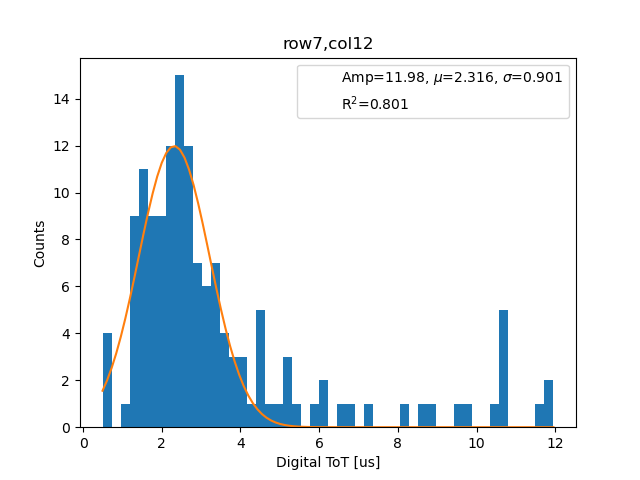 row7,col12
Amp=11.98, μ=2.316, σ=0.901
R²=0.801
14
12
10
8
6
4
2
0
Counts
0 2 4 6 8 10 12
Digital ToT [us]